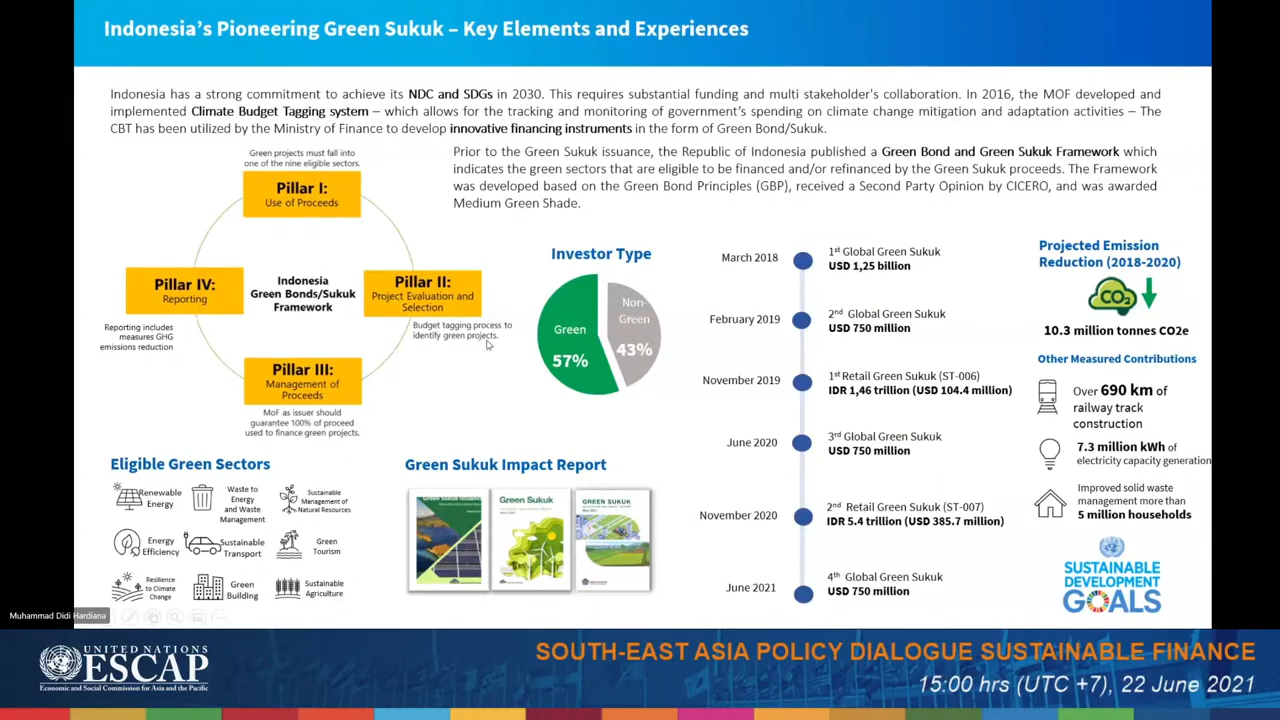 Indonesia's Pioneering Green Sukuk – Key Elements and Experiences
Indonesia has a strong commitment to achieve its NDC and SDGs in 2030. This requires substantial funding and multi stakeholder's collaboration. In 2016, the MOF developed and
implemented Climate Budget Tagging system – which allows for the tracking and monitoring of government's spending on climate change mitigation and adaptation activities – The
CBT has been utilized by the Ministry of Finance to develop innovative financing instruments in the form of Green Bond/Sukuk.
Prior to the Green Sukuk issuance, the Republic of Indonesia published a Green Bond and Green Sukuk Framework which
indicates the green sectors that are eligible to be financed and/or refinanced by the Green Sukuk proceeds. The Framework
was developed based on the Green Bond Principles (GBP), received a Second Party Opinion by CICERO, and was awarded
Medium Green Shade.
Green projects must fall into
one of the nine eligible sectors.
Pillar I:
Use of Proceeds
Pillar IV:
Reporting
Indonesia
Green Bonds/Sukuk
Framework
Pillar II:
Project Evaluation and
Selection
Reporting includes
measures GHG
emissions reduction
Budget tagging process to
identify green projects.
Pillar III:
Management of
Proceeds
MoF as issuer should
guarantee 100% of proceed
used to finance green projects.
Investor Type
Green
57%
Non-
Green
43%
March 2018
1st Global Green Sukuk
USD 1,25 billion
February 2019
2nd Global Green Sukuk
USD 750 million
November 2019
1st Retail Green Sukuk (ST-006)
IDR 1,46 trillion (USD 104.4 million)
June 2020
3rd Global Green Sukuk
USD 750 million
November 2020
2nd Retail Green Sukuk (ST-007)
IDR 5.4 trillion (USD 385.7 million)
June 2021
4th Global Green Sukuk
USD 750 million
Projected Emission
Reduction (2018-2020)
CO2
10.3 million tonnes CO2e
Other Measured Contributions
Over 690 km of
railway track
construction
7.3 million kWh of
electricity capacity generation
Improved solid waste
management more than
5 million households
SUSTAINABLE
DEVELOPMENT
GOALS
Eligible Green Sectors
Renewable
Energy
Waste to
Energy
and Waste
Management
Sustainable
Management of
Natural Resources
Energy
Efficiency
Sustainable
Transport
Green
Tourism
Resilience
to Climate
Change
Green
Building
Sustainable
Agriculture
Green Sukuk Impact Report
Green Sukuk
GREEN SUKUK
Muhammad Didi Hardiana
UNITED NATIONS
ESCAP
Economic and Social Commission for Asia and the Pacific
SOUTH-EAST ASIA POLICY DIALOGUE SUSTAINABLE FINANCE
15:00 hrs (UTC +7), 22 June 2021